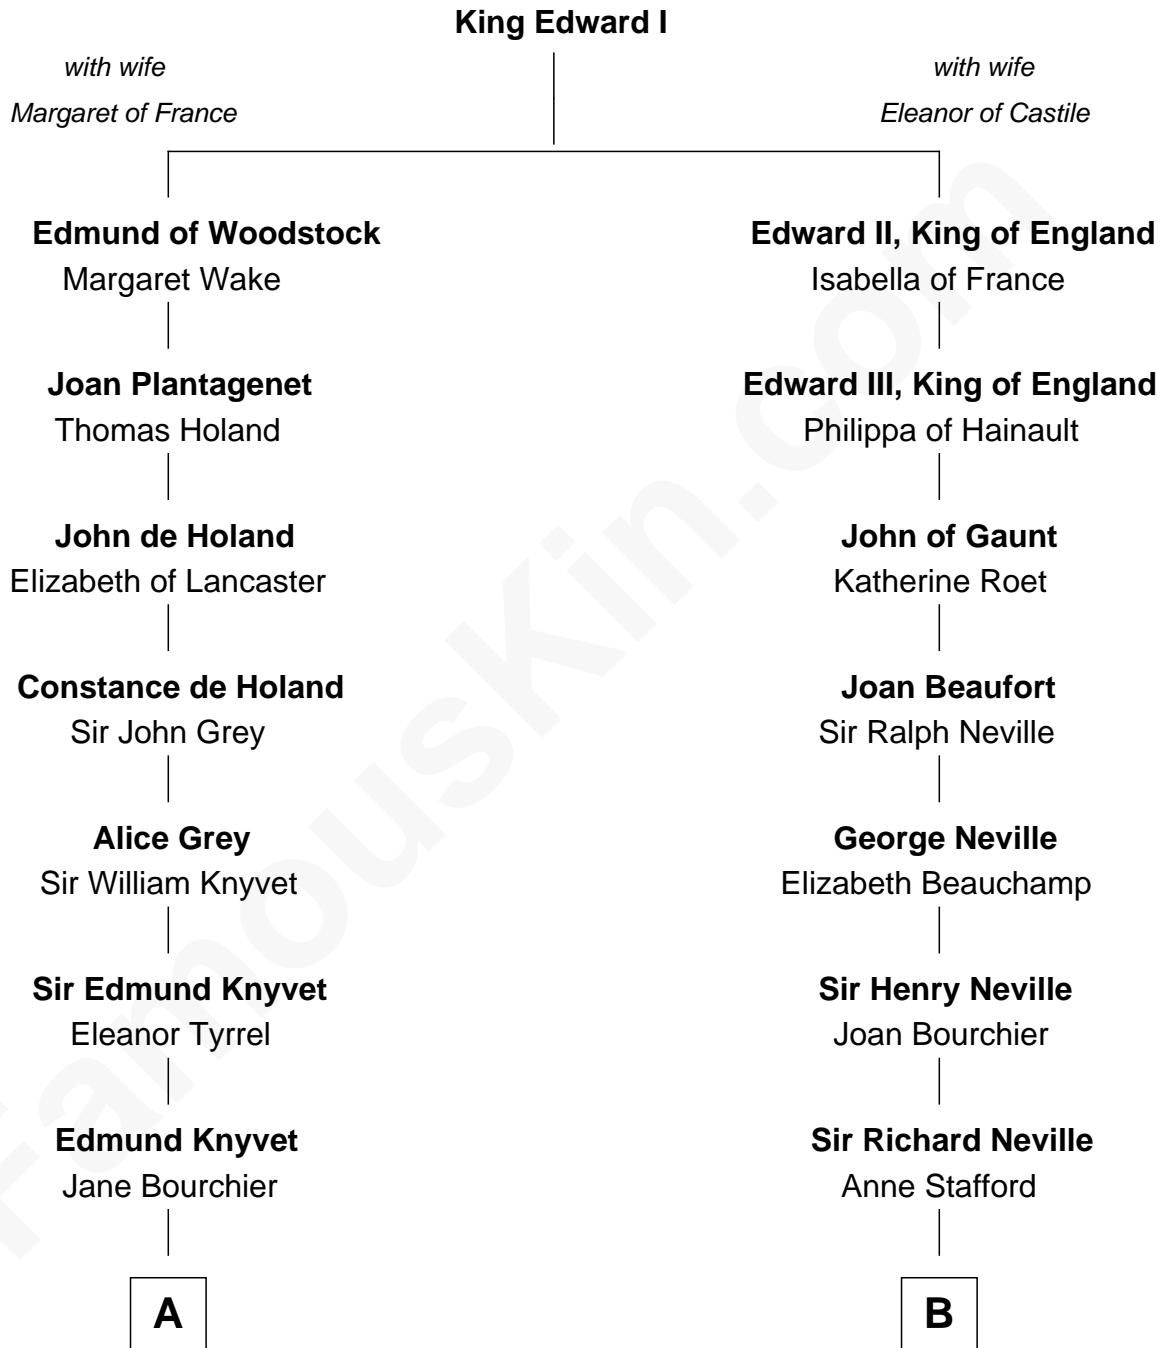 King Edward I
with wife
Margaret of France
with wife
Eleanor of Castile
Edmund of Woodstock
Margaret Wake
Edward II, King of England
Isabella of France
Joan Plantagenet
Thomas Holand
Edward III, King of England
Philippa of Hainault
John de Holand
Elizabeth of Lancaster
John of Gaunt
Katherine Roet
Constance de Holand
Sir John Grey
Joan Beaufort
Sir Ralph Neville
Alice Grey
Sir William Knyvet
George Neville
Elizabeth Beauchamp
Sir Edmund Knyvet
Eleanor Tyrrel
Sir Henry Neville
Joan Bourchier
Edmund Knyvet
Jane Bourchier
Sir Richard Neville
Anne Stafford
A
B
FamousKin.com